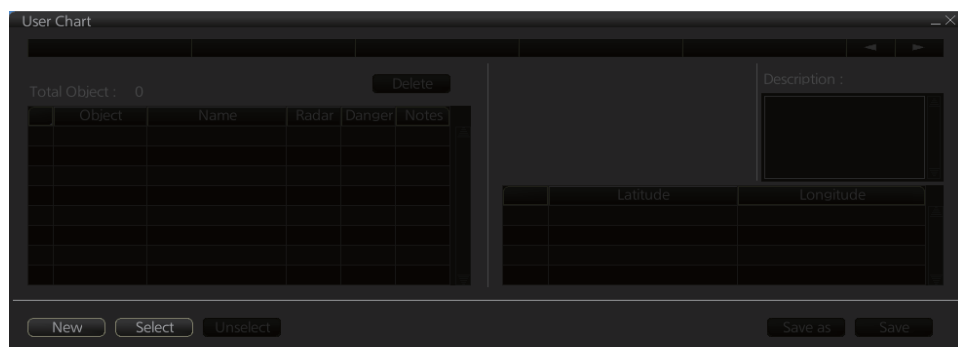 User Chart
Total Object : 0
Delete
Description :
Object Name Radar Danger Notes
Latitude Longitude
New Select Unselect Save as Save